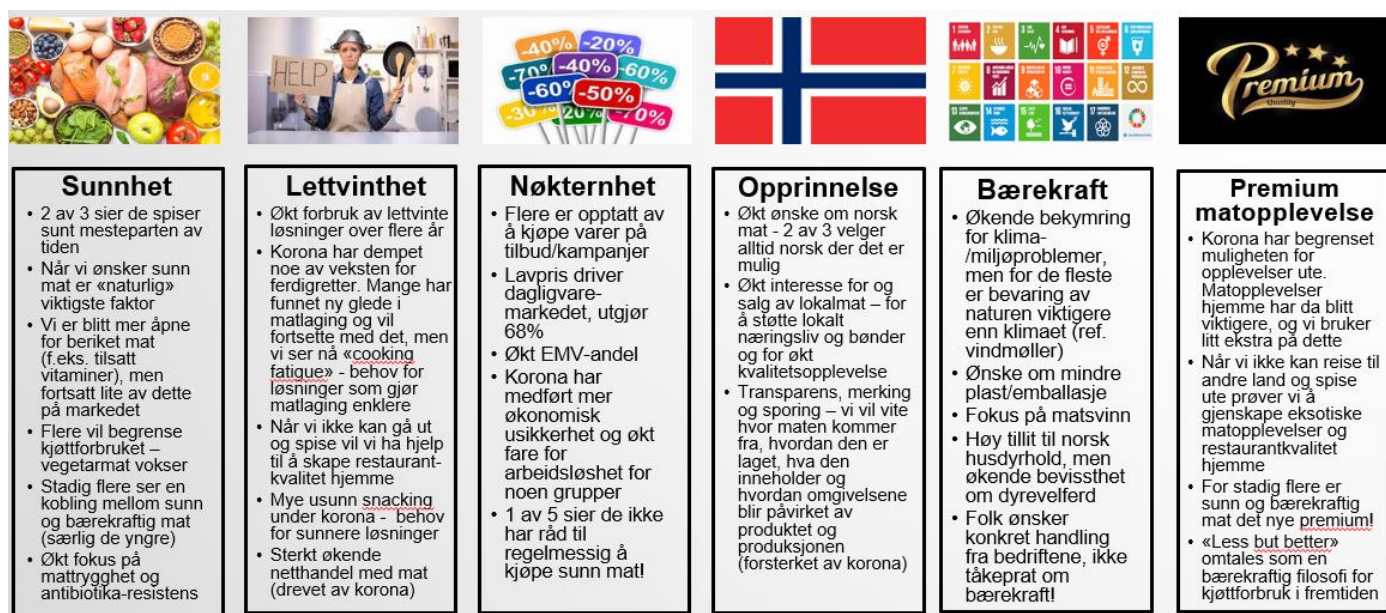 HELP
-40%
-20%
-70%
-40%
-60%
-60%
-50%
-30%
20%
-70%
Premium
Quality
Sunnhet
• 2 av 3 sier de spiser
sunt mesteparten av
tiden
• Når vi ønsker sunn
mat er «naturlig»
viktigste faktor
• Vi er blitt mer åpne
for beriket mat
(f.eks. tilsatt
vitaminer), men
fortsatt lite av dette
på markedet
• Flere vil begrense
kjøttforbruket –
vegetarmat vokser
• Stadig flere ser en
kobling mellom sunn
og bærekraftig mat
(særlig de yngre)
• Økt fokus på
mattrygghet og
antibiotika-resistens
Lettvinthet
• Økt forbruk av lettvinte
løsninger over flere år
• Korona har dempet
noe av veksten for
ferdigretter. Mange har
funnet ny glede i
matlaging og vil
fortsette med det, men
vi ser nå «cooking
fatigue» - behov for
løsninger som gjør
matlaging enklere
• Når vi ikke kan gå ut
og spise vil vi ha hjelp
til å skape restaurant-
kvalitet hjemme
• Mye usunn snacking
under korona - behov
for sunnere løsninger
• Sterkt økende
netthandel med mat
(drevet av korona)
Nøkternhet
• Flere er opptatt av
å kjøpe varer på
tilbud/kampanjer
• Lavpris driver
dagligvare-
markedet, utgjør
68%
• Økt EMV-andel
• Korona har
medført mer
økonomisk
usikkerhet og økt
fare for
arbeidsløshet for
noen grupper
• 1 av 5 sier de ikke
har råd til
regelmessig å
kjøpe sunn mat!
Opprinnelse
• Økt ønske om norsk
mat - 2 av 3 velger
alltid norsk der det er
mulig
• Økt interesse for og
salg av lokalmat – for
å støtte lokalt
næringsliv og bønder
og for økt
kvalitetsopplevelse
• Transparens, merking
og sporing – vi vil vite
hvor maten kommer
fra, hvordan den er
laget, hva den
inneholder og
hvordan omgivelsene
blir påvirket av
produktet og
produksjonen
(forsterket av korona)
Bærekraft
• Økende bekymring
for klima-
/miljøproblemer,
men for de fleste
er bevaring av
naturen viktigere
enn klimaet (ref.
vindmøller)
• Ønske om mindre
plast/emballasje
• Fokus på matsvinn
• Høy tillit til norsk
husdyrhold, men
økende bevissthet
om dyrevelferd
• Folk ønsker
konkret handling
fra bedriftene, ikke
tåkeprat om
bærekraft!
Premium
matopplevelse
• Korona har begrenset
muligheten for
opplevelser ute.
Matopplevelser
hjemme har da blitt
viktigere, og vi bruker
litt ekstra på dette
• Når vi ikke kan reise til
andre land og spise
ute prøver vi å
gjenskape eksotiske
matopplevelser og
restaurantkvalitet
hjemme
• For stadig flere er
sunn og bærekraftig
mat det nye premium!
• «Less but better»
omtales som en
bærekraftig filosofi for
kjøttforbruk i fremtiden